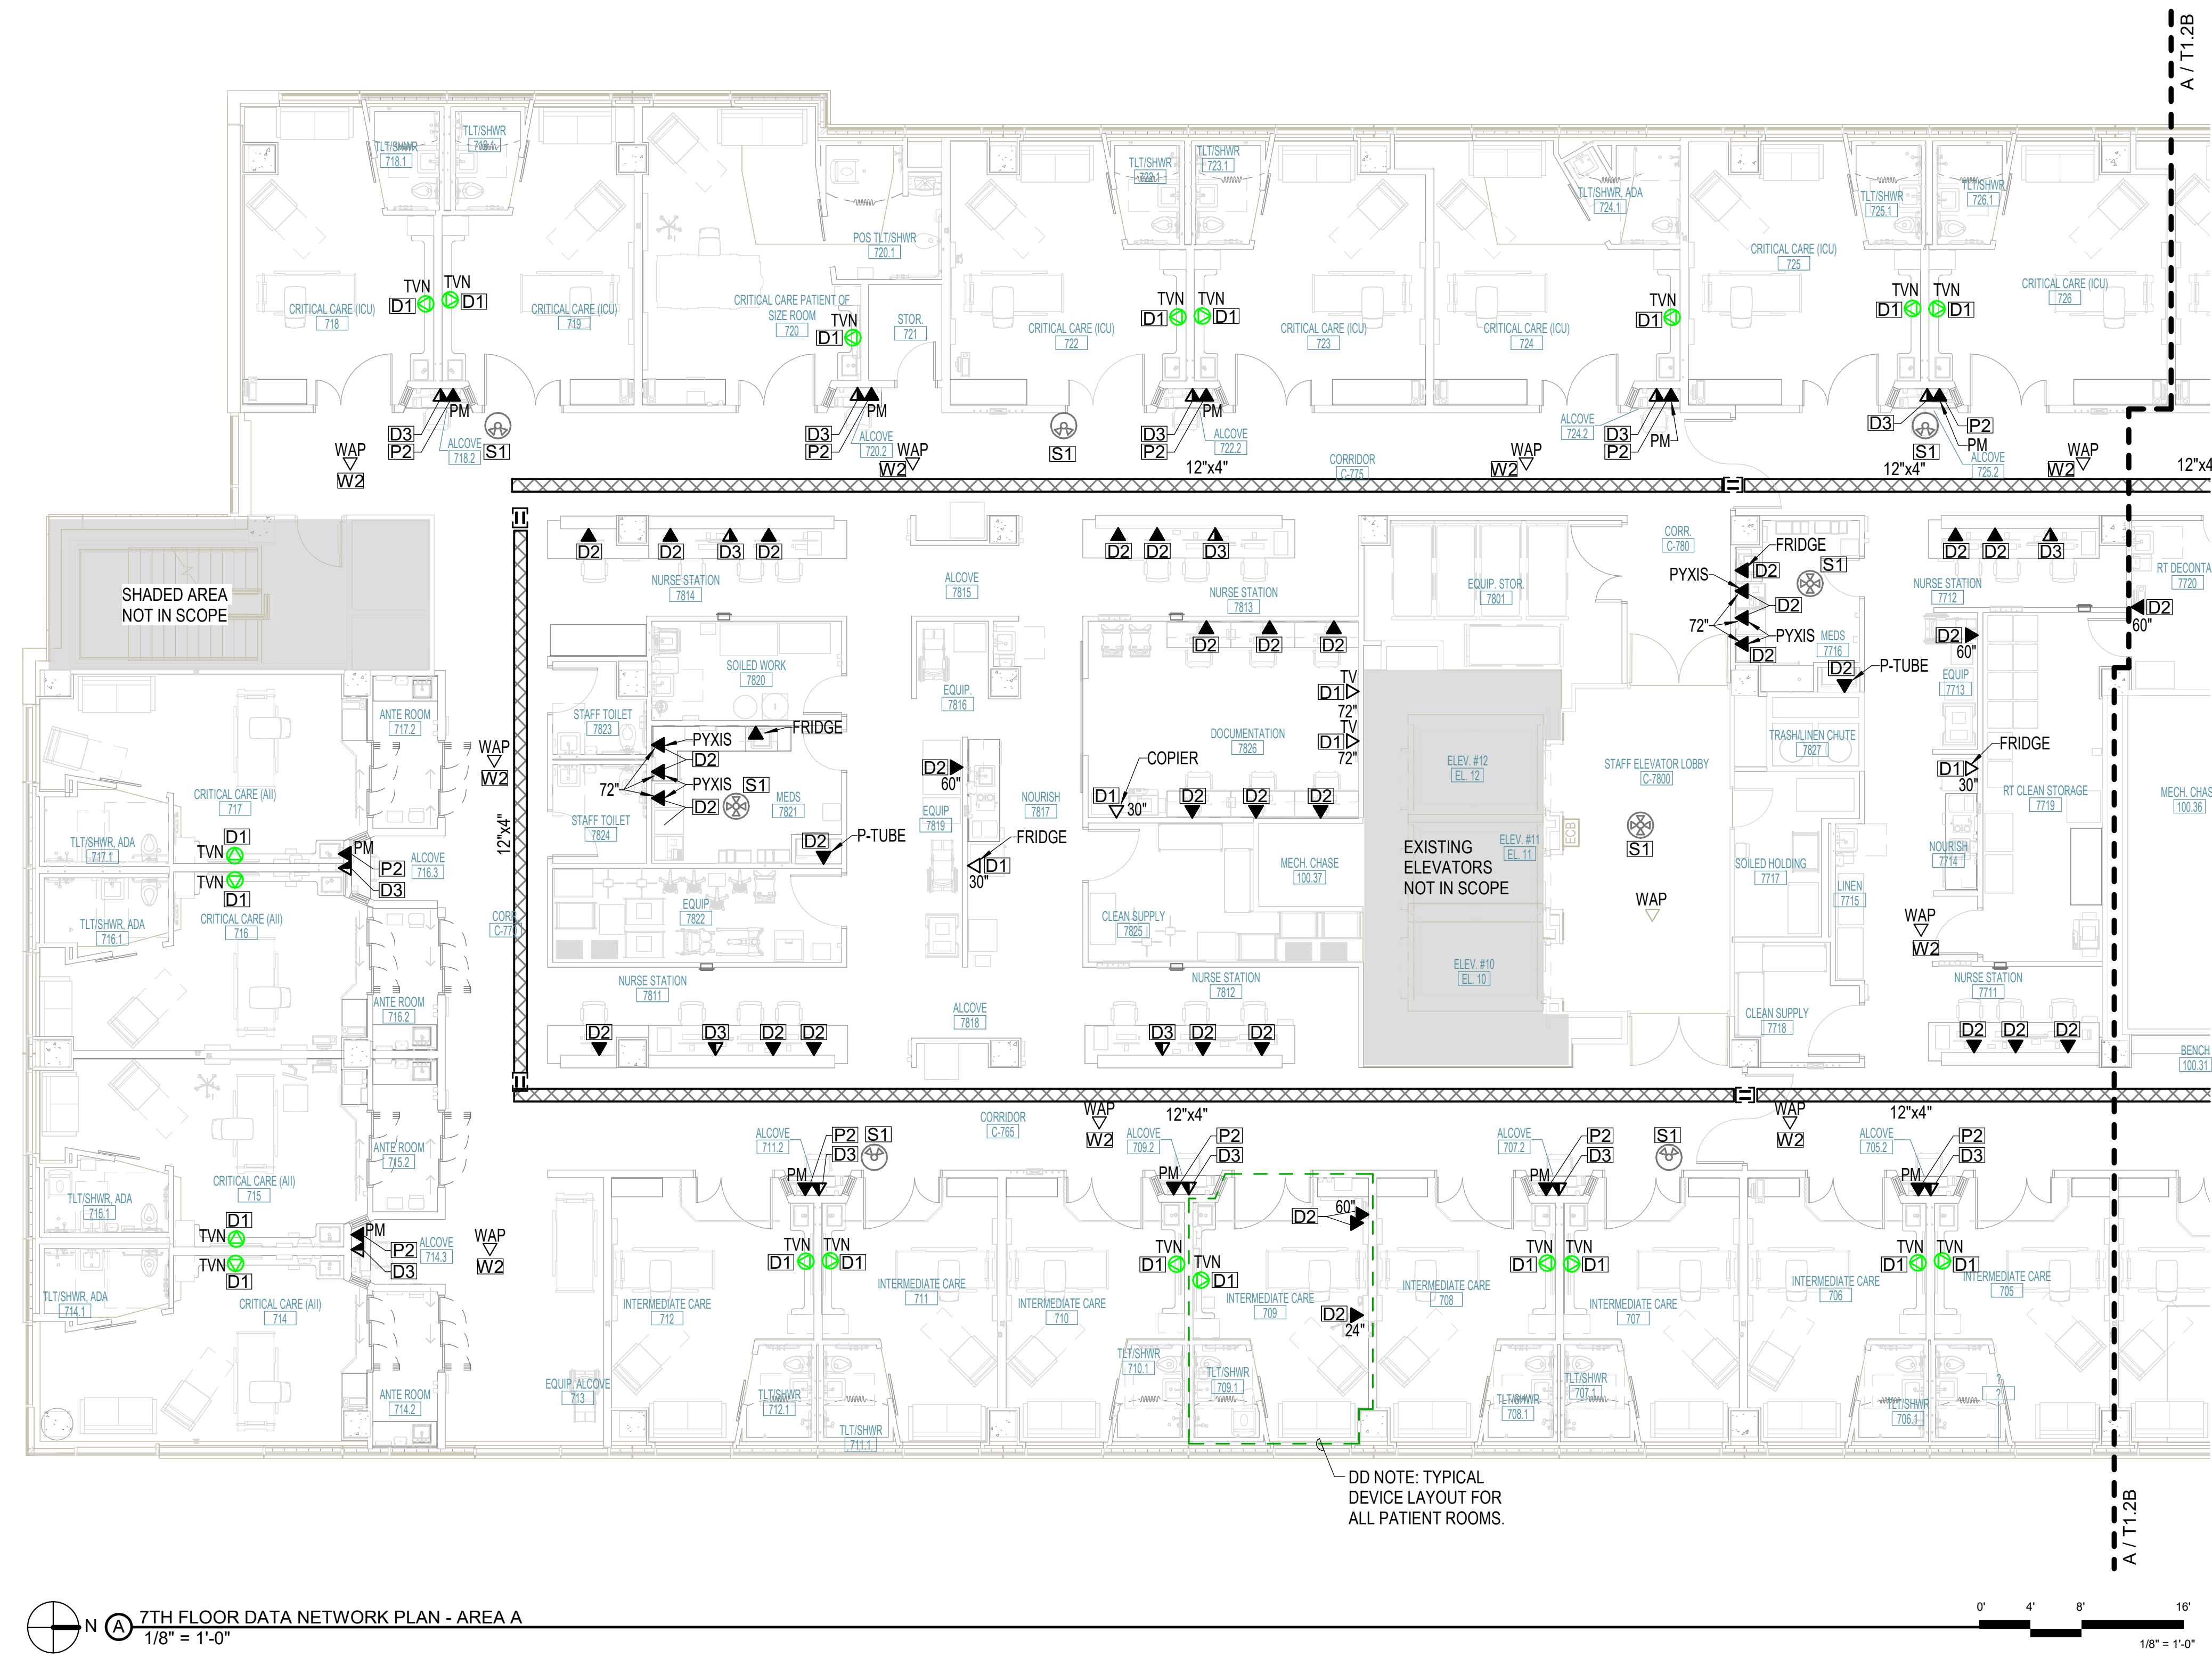 A / T1.2B
TLT/SHWR
718.1
TLT/SHWR
719.1
TLT/SHWR
722.1
TLT/SHWR
723.1
TLT/SHWR, ADA
724.1
TLT/SHWR
725.1
TLT/SHWR
726.1
POS TLT/SHWR
720.1
CRITICAL CARE (ICU)
718
TVN
D1
TVN
D1
CRITICAL CARE (ICU)
719
CRITICAL CARE PATIENT OF
SIZE ROOM
720
TVN
D1
STOR.
721
CRITICAL CARE (ICU)
722
TVN
D1
TVN
D1
CRITICAL CARE (ICU)
723
CRITICAL CARE (ICU)
724
TVN
D1
CRITICAL CARE (ICU)
725
TVN
D1
TVN
D1
CRITICAL CARE (ICU)
726
WAP
W2
D3
P2
PM
ALCOVE
718.2
S1
D3
P2
PM
ALCOVE
720.2
WAP
W2
S1
D3
P2
PM
ALCOVE
722.2
12"x4"
CORRIDOR
C-775
WAP
W2
ALCOVE
724.2
D3
P2
PM
D3
P2
PM
S1
ALCOVE
725.2
12"x4"
WAP
W2
12"x4
SHADED AREA
NOT IN SCOPE
D2
D2
D3
D2
NURSE STATION
7814
ALCOVE
7815
D2
D2
D3
NURSE STATION
7813
EQUIP. STOR.
7801
CORR.
C-780
FRIDGE
D2
PYXIS
D2
72"
PYXIS
D2
S1
MEDS
7716
D2
P-TUBE
D2
D2
D3
NURSE STATION
7712
RT DECONTA
7720
D2
60"
D2
60"
EQUIP
7713
SOILED WORK
7820
STAFF TOILET
7823
STAFF TOILET
7824
PYXIS
D2
PYXIS
72"
D2
FRIDGE
S1
MEDS
7821
D2
P-TUBE
EQUIP.
7816
D2
60"
EQUIP
7819
NOURISH
7817
FRIDGE
D1
30"
D2
D2
D2
TV
D1
72"
TV
D1
72"
DOCUMENTATION
7826
COPIER
D1
30"
D2
D2
D2
ELEV. #12
EL. 12
ELEV. #11
EL. 11
ELEV. #10
EL. 10
EXISTING
ELEVATORS
NOT IN SCOPE
ECB
STAFF ELEVATOR LOBBY
C-7800
S1
WAP
TRASH/LINEN CHUTE
7827
SOILED HOLDING
7717
LINEN
7715
CLEAN SUPPLY
7718
FRIDGE
D1
30"
RT CLEAN STORAGE
7719
NOURISH
7714
WAP
W2
MECH. CHAS
100.36
ANTE ROOM
717.2
CRITICAL CARE (AII)
717
TLT/SHWR, ADA
717.1
D1
TVN
TVN
D1
PM
P2
D3
ALCOVE
716.3
CRITICAL CARE (AII)
716
TLT/SHWR, ADA
716.1
ANTE ROOM
716.2
WAP
W2
12"x4"
CORR.
C-770
EQUIP
7822
NURSE STATION
7811
D2
D3
D2
D2
ALCOVE
7818
CLEAN SUPPLY
7825
MECH. CHASE
100.37
NURSE STATION
7812
D3
D2
D2
NURSE STATION
7711
D2
D2
D2
BENCH
100.31
ANTE ROOM
715.2
CRITICAL CARE (AII)
715
TLT/SHWR, ADA
715.1
D1
TVN
TVN
D1
PM
P2
D3
ALCOVE
714.3
TLT/SHWR, ADA
714.1
CRITICAL CARE (AII)
714
ANTE ROOM
714.2
WAP
W2
CORRIDOR
C-765
WAP
W2
12"x4"
WAP
W2
12"x4"
ALCOVE
711.2
P2
D3
PM
S1
ALCOVE
709.2
P2
D3
PM
ALCOVE
707.2
P2
D3
PM
S1
ALCOVE
705.2
P2
D3
PM
EQUIP. ALCOVE
713
INTERMEDIATE CARE
712
TVN
D1
TVN
D1
INTERMEDIATE CARE
711
INTERMEDIATE CARE
710
TVN
D1
TVN
D1
60"
D2
INTERMEDIATE CARE
709
D2
24"
INTERMEDIATE CARE
708
TVN
D1
TVN
D1
INTERMEDIATE CARE
707
INTERMEDIATE CARE
706
TVN
D1
TVN
D1
INTERMEDIATE CARE
705
TLT/SHWR
712.1
TLT/SHWR
711.1
TLT/SHWR
710.1
TLT/SHWR
709.1
TLT/SHWR
708.1
TLT/SHWR
707.1
TLT/SHWR
706.1
?
?
DD NOTE: TYPICAL
DEVICE LAYOUT FOR
ALL PATIENT ROOMS.
A / T1.2B
N
A
7TH FLOOR DATA NETWORK PLAN - AREA A
1/8" = 1'-0"
0' 4' 8' 16'
1/8" = 1'-0"